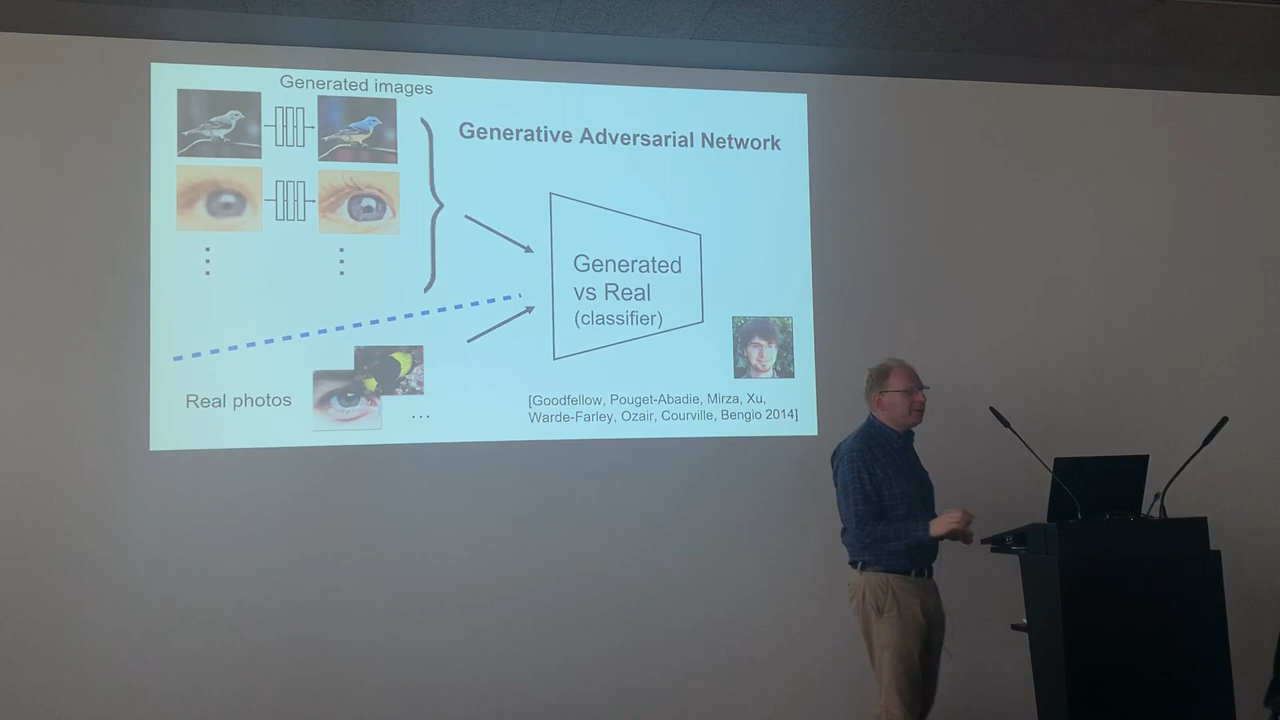 Generated images
Generative Adversarial Network
Generated
vs Real
(classifier)
Real photos
...
[Goodfellow, Pouget-Abadie, Mirza, Xu,
Warde-Farley, Ozair, Courville, Bengio 2014]